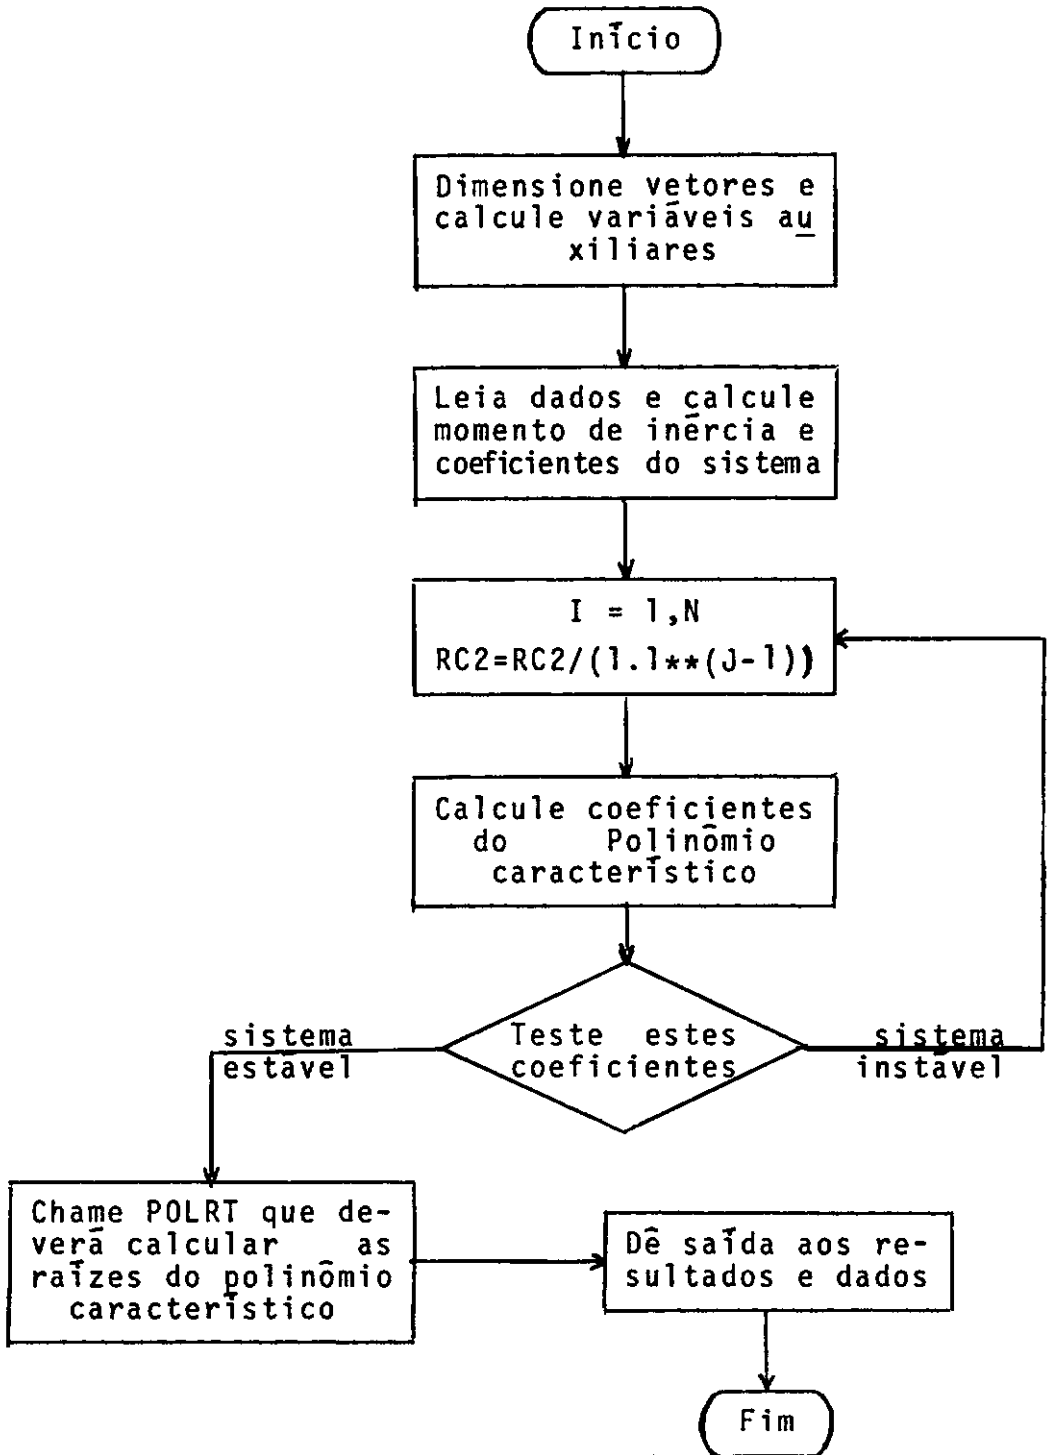 Início
Dimensione vetores e
calcule variáveis au
xiliares
Leia dados e calcule
momento de inércia e
coeficientes do sistema
I = 1,N
RC2=RC2/(1.1**(J-1))
Calcule coeficientes
do Polinômio
característico
Teste estes
coeficientes
sistema
estável
sistema
instável
Chame POLRT que de-
verá calcular as
raízes do polinômio
característico
Dê saída aos re-
sultados e dados
Fim